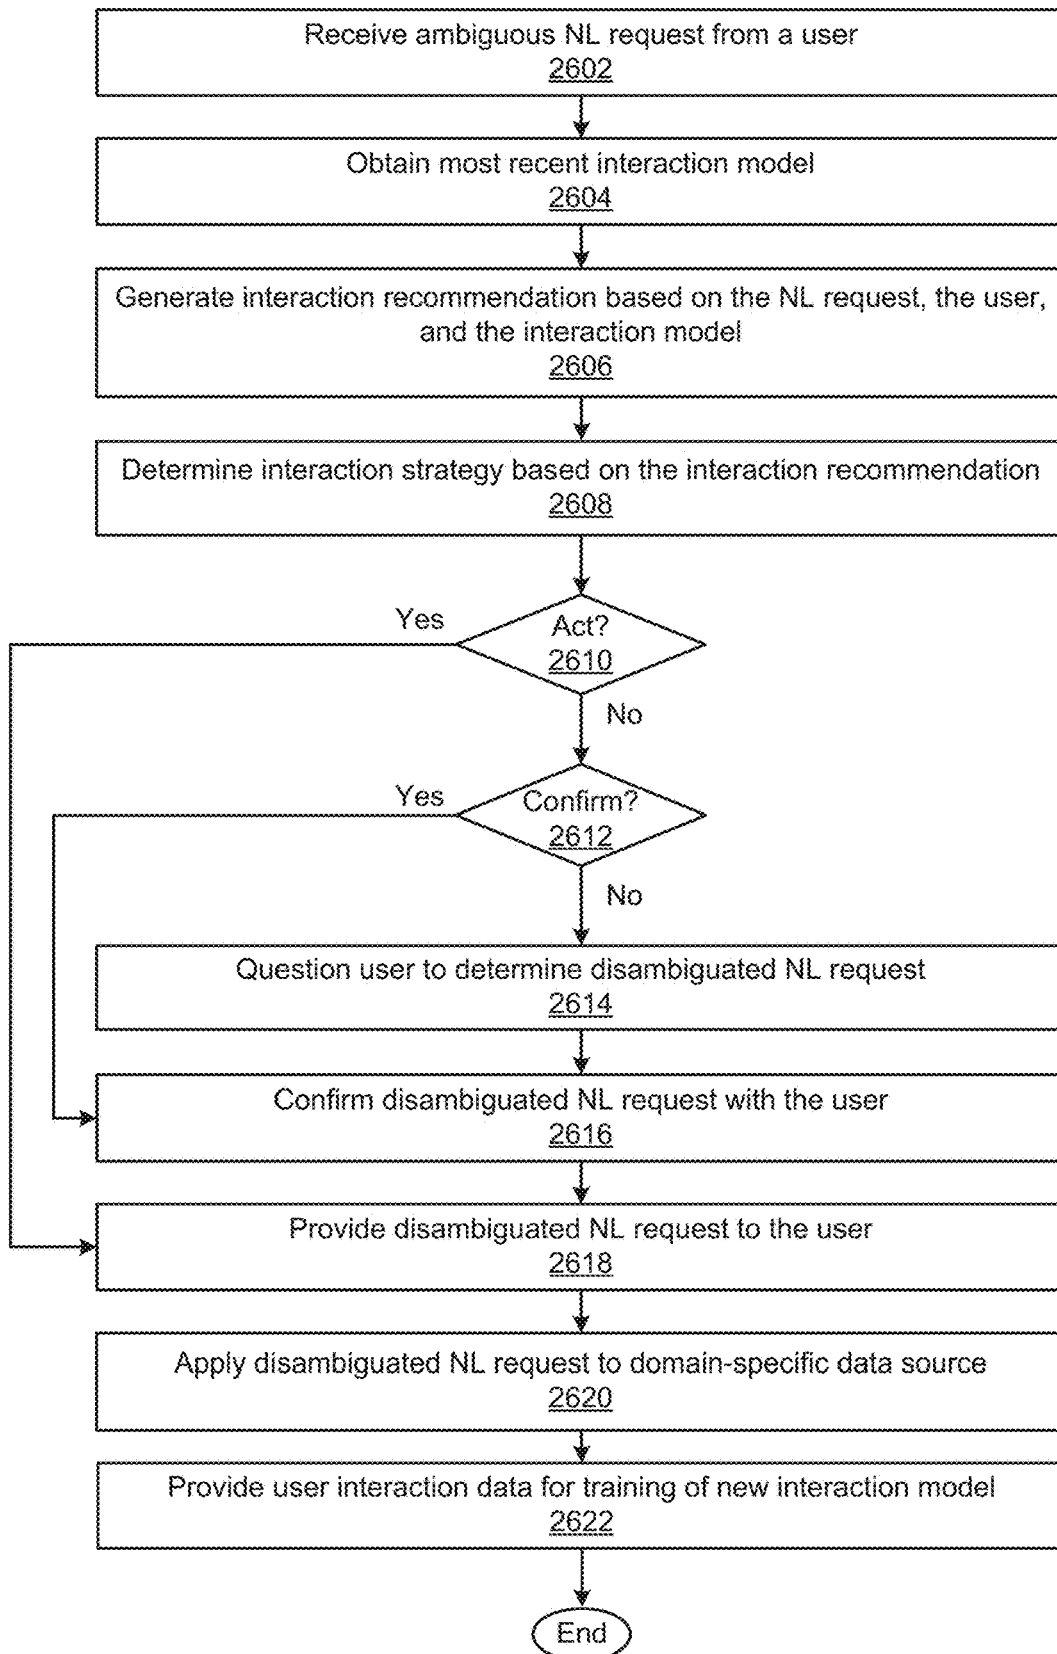 Receive ambiguous NL request from a user
2602
Obtain most recent interaction model
2604
Generate interaction recommendation based on the NL request, the user,
and the interaction model
2606
Determine interaction strategy based on the interaction recommendation
2608
Yes
Act?
2610
No
Yes
Confirm?
2612
No
Question user to determine disambiguated NL request
2614
Confirm disambiguated NL request with the user
2616
Provide disambiguated NL request to the user
2618
Apply disambiguated NL request to domain-specific data source
2620
Provide user interaction data for training of new interaction model
2622
End